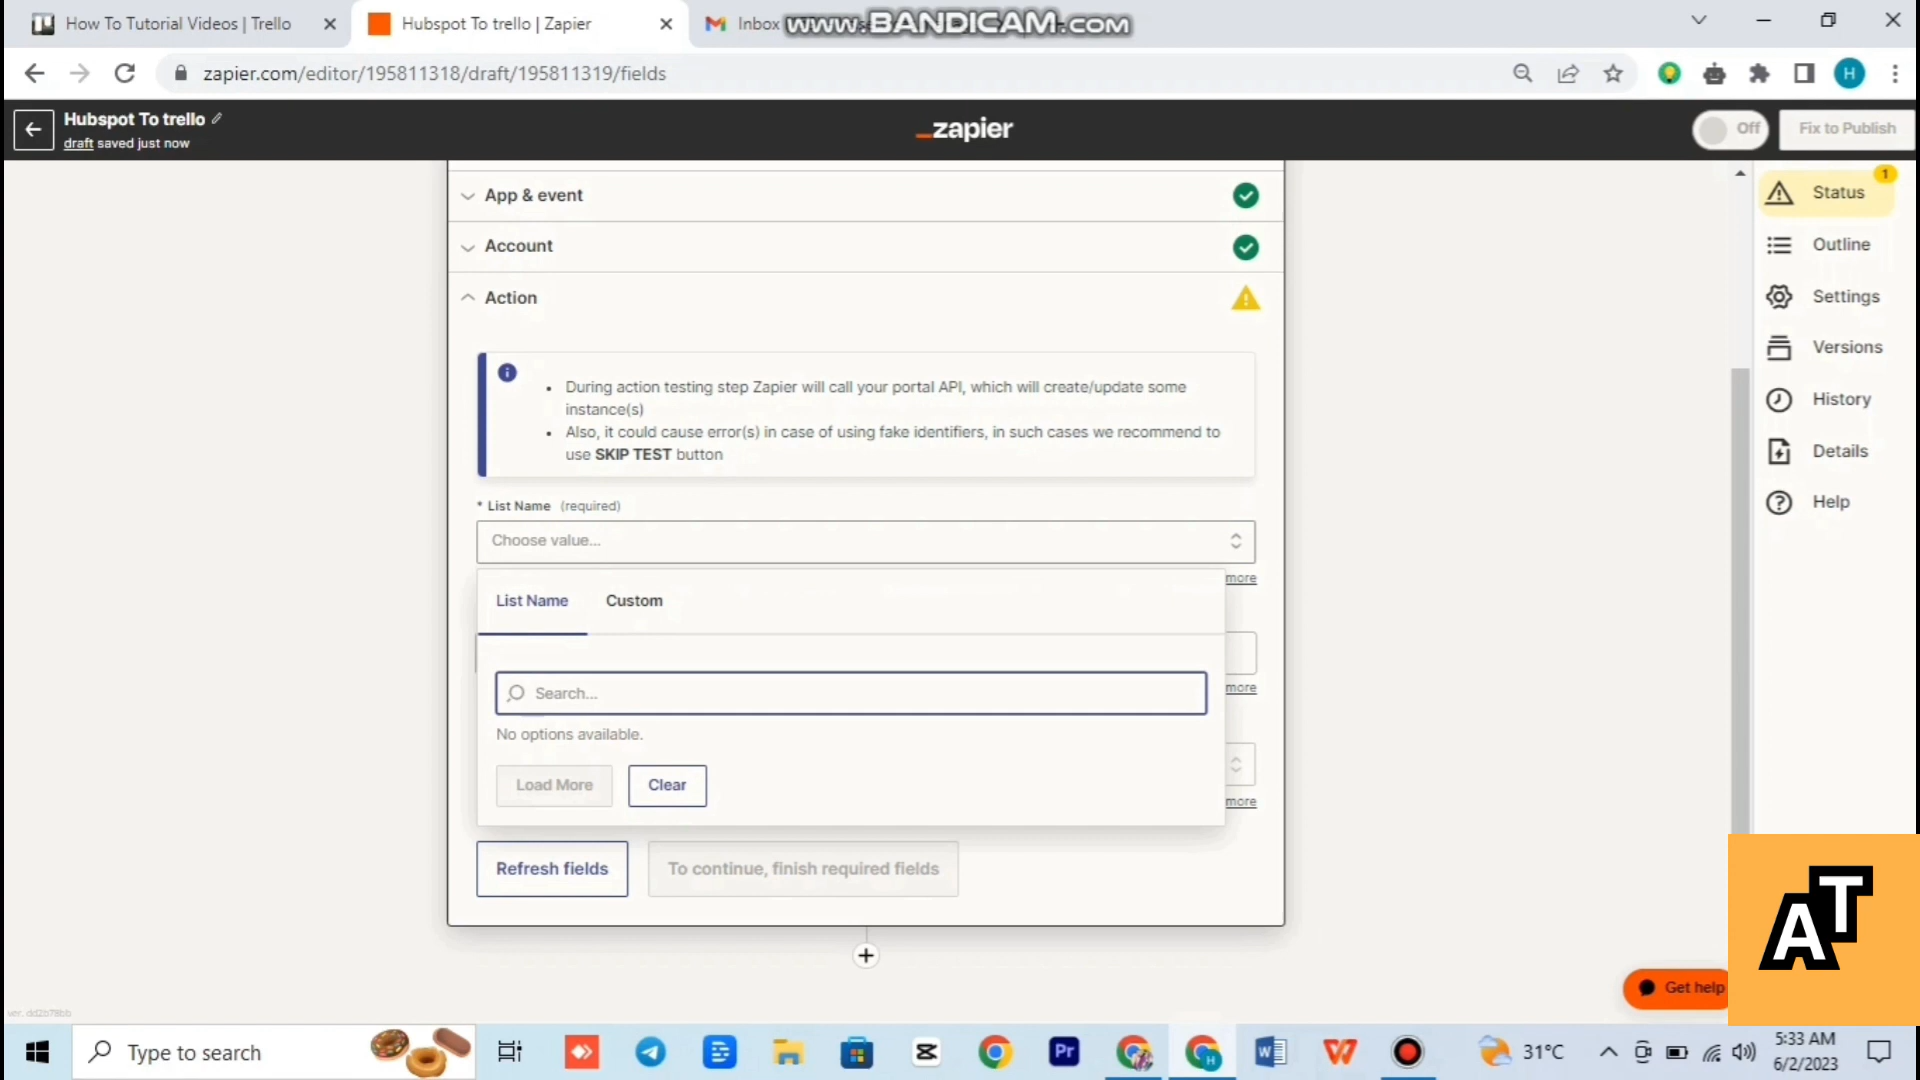 How To Tutorial Videos | Trello
Hubspot To trello | Zapier
Inbox
www.BANDICAM.com
zapier.com/editor/195811318/draft/195811319/fields
H
Hubspot To trello
draft saved just now
_zapier
Off
Fix to Publish
App & event
Account
Action
During action testing step Zapier will call your portal API, which will create/update some
instance(s)
Also, it could cause error(s) in case of using fake identifiers, in such cases we recommend to
use SKIP TEST button
* List Name (required)
Choose value...
more
List Name
Custom
more
Search...
No options available.
Load More
Clear
more
Refresh fields
To continue, finish required fields
1
Status
Outline
Settings
Versions
History
Details
Help
AT
Get help
ver. dd2b78bb
Type to search
Pr
H
31°C
5:33 AM
6/2/2023